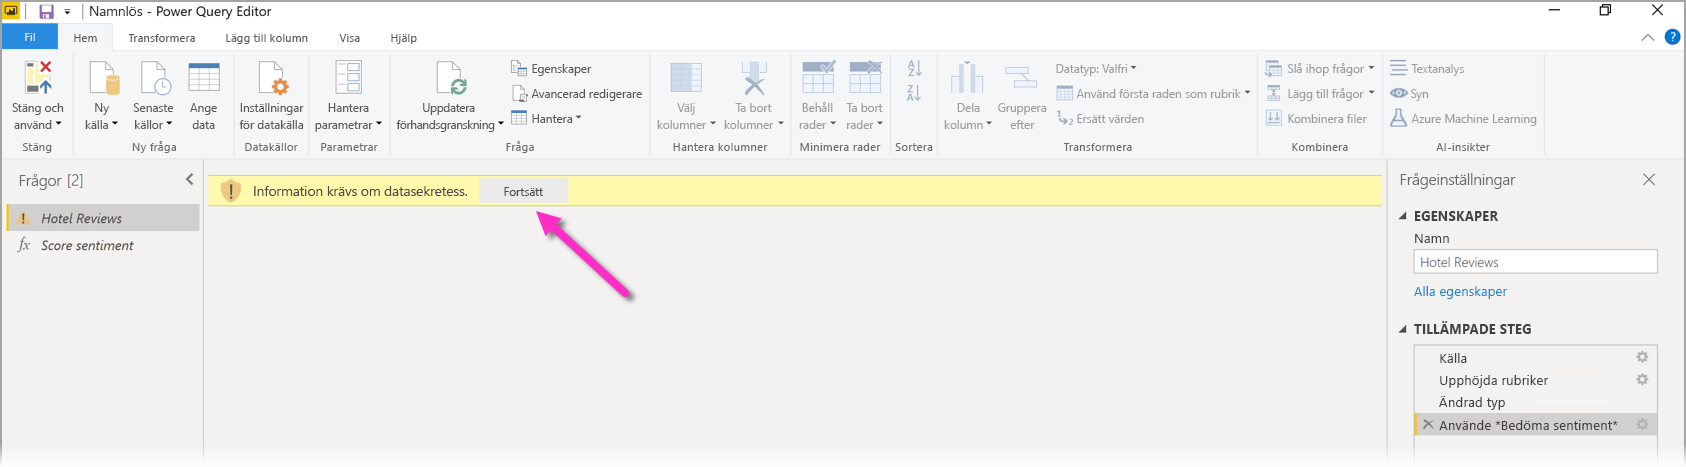 Namnlös - Power Query Editor
Fil Hem Transformera Lägg till kolumn Visa Hjälp
Stäng och använd
Stäng
Ny källa
Senaste källor
Ange data
Ny fråga
Inställningar för datakälla
Datakällor
Hantera parametrar
Parametrar
Uppdatera förhandsgranskning
Egenskaper
Avancerad redigerare
Hantera
Fråga
Välj kolumner
Ta bort kolumner
Hantera kolumner
Behåll rader
Ta bort rader
Minimera rader
A Z
Z A
Sortera
Dela kolumn
Gruppera efter
Datatyp: Valfri
Använd första raden som rubrik
1 2 Ersätt värden
Transformera
Slå ihop frågor
Lägg till frågor
Kombinera filer
Kombinera
Textanalys
Syn
Azure Machine Learning
AI-insikter
?
Frågor [2]
Hotel Reviews
fx Score sentiment
! Information krävs om datasekretess. Fortsätt
Frågeinställningar
EGENSKAPER
Namn
Hotel Reviews
Alla egenskaper
TILLÄMPADE STEG
Källa
Upphöjda rubriker
Ändrad typ
Använde *Bedöma sentiment*